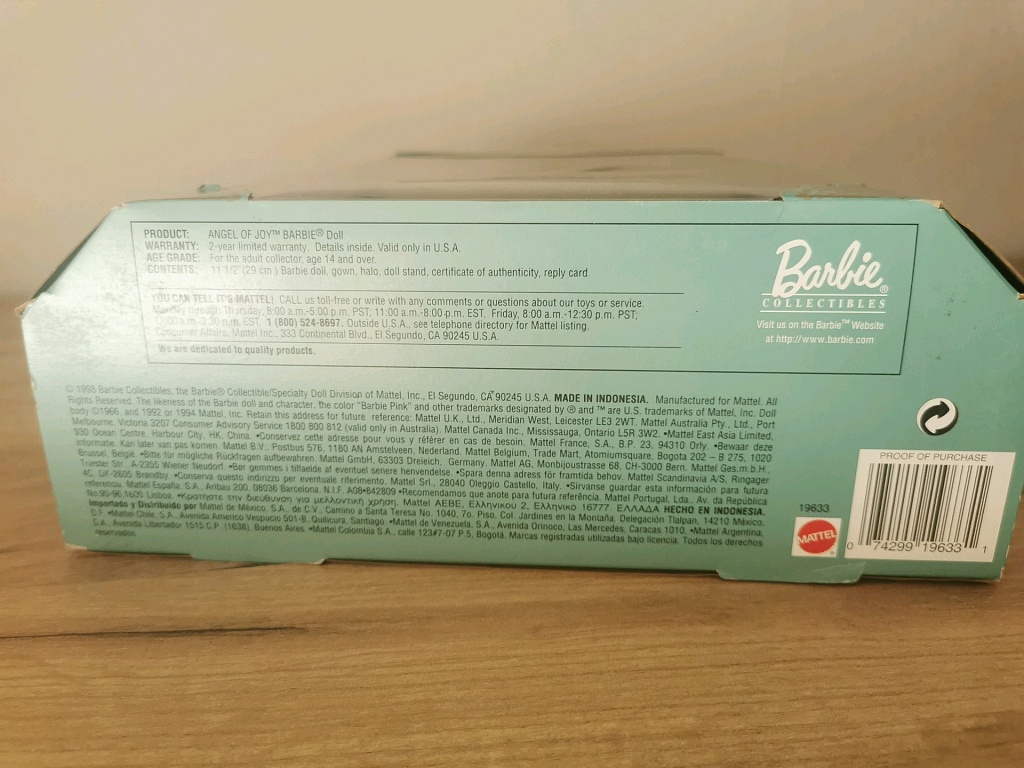 PRODUCT: ANGEL OF JOY™ BARBIE® Doll
WARRANTY: 2-year limited warranty. Details inside. Valid only in U.S.A.
AGE GRADE: For the adult collector, age 14 and over.
CONTENTS: 11 1/2" (29 cm ) Barbie doll, gown, halo, doll stand, certificate of authenticity, reply card.
YOU CAN TELL IT'S MATTEL! CALL us toll-free or write with any comments or questions about our toys or service.
Monday through Thursday, 8:00 a.m.-5:00 p.m. PST; 11:00 a.m.-8:00 p.m. EST. Friday, 8:00 a.m.-12:30 p.m. PST;
11:00 a.m.-3:30 p.m. EST. 1 (800) 524-8697. Outside U.S.A., see telephone directory for Mattel listing.
Consumer Affairs, Mattel Inc., 333 Continental Blvd., El Segundo, CA 90245 U.S.A.
We are dedicated to quality products.
Barbie®
COLLECTIBLES
Visit us on the Barbie™ Website
at http://www.barbie.com
© 1998 Barbie Collectibles, the Barbie® Collectible/Specialty Doll Division of Mattel, Inc., El Segundo, CA 90245 U.S.A. MADE IN INDONESIA. Manufactured for Mattel. All
Rights Reserved. The likeness of the Barbie doll and character, the color "Barbie Pink" and other trademarks designated by ® and ™ are U.S. trademarks of Mattel, Inc. Doll
body ©1966, and 1992 or 1994 Mattel, Inc. Retain this address for future reference: Mattel U.K., Ltd., Meridian West, Leicester LE3 2WT. Mattel Australia Pty., Ltd., Port
Melbourne, Victoria 3207 Consumer Advisory Service 1800 800 812 (valid only in Australia). Mattel Canada Inc., Mississauga, Ontario L5R 3W2. •Mattel East Asia Limited,
930 Ocean Centre, Harbour City, HK, China. •Conservez cette adresse pour vous y référer en cas de besoin. Mattel France, S.A., B.P. 23, 94310 Orly. •Bewaar deze
informatie. Kan later van pas komen. Mattel B.V., Postbus 576, 1180 AN Amstelveen, Nederland. Mattel Belgium, Trade Mart, Atomiumsquare, Bogota 202 – B 275, 1020
Brussel, België. •Bitte für mögliche Rückfragen aufbewahren. Mattel GmbH, 63303 Dreieich, Germany. Mattel AG, Monbijoustrasse 68, CH-3000 Bern. Mattel Ges.m.b.H.,
Triester Str., A-2355 Wiener Neudorf. •Bør gemmes i tilfælde af eventuel senere henvendelse. •Spara denna adress för framtida behov. Mattel Scandinavia A/S, Ringager
4C, DK-2605 Brøndby. •Conserva questo indirizzo per eventuale riferimento. Mattel Srl., 28040 Oleggio Castello, Italy. •Sírvanse guardar esta información para futura
referencia. Mattel España, S.A., Aribau 200, 08036 Barcelona. N.I.F. A08•842809 •Recomendamos que anote para futura referência. Mattel Portugal, Ltd., Av. da República
No.90-96,1600 Lisboa. •Κρατηστε την διευθυνση για μελλοντική χρηση. Mattel AEBE, Ελληνικού 2, Ελληνικο 16777. ΕΛΛΑΔΑ HECHO EN INDONESIA.
Importado y Distribuido por Mattel de México, S.A., de C.V., Camino a Santa Teresa No. 1040, 7o. Piso, Col. Jardines en la Montaña, Delegación Tlalpan, 14210 México,
D.F. •Mattel Chile, S.A., Avenida Americo Vespucio 501-B, Quilicura, Santiago. •Mattel de Venezuela, S.A., Avenida Orinoco, Las Mercedes, Caracas 1010. •Mattel Argentina,
S.A., Avenida Libertador 1515 C.P. (1638), Buenos Aires. •Mattel Colombia S.A., calle 123#7-07 P.5, Bogotá. Marcas registradas utilizadas bajo licencia. Todos los derechos
reservados.
PROOF OF PURCHASE
19633
MATTEL
0 74299 19633 1